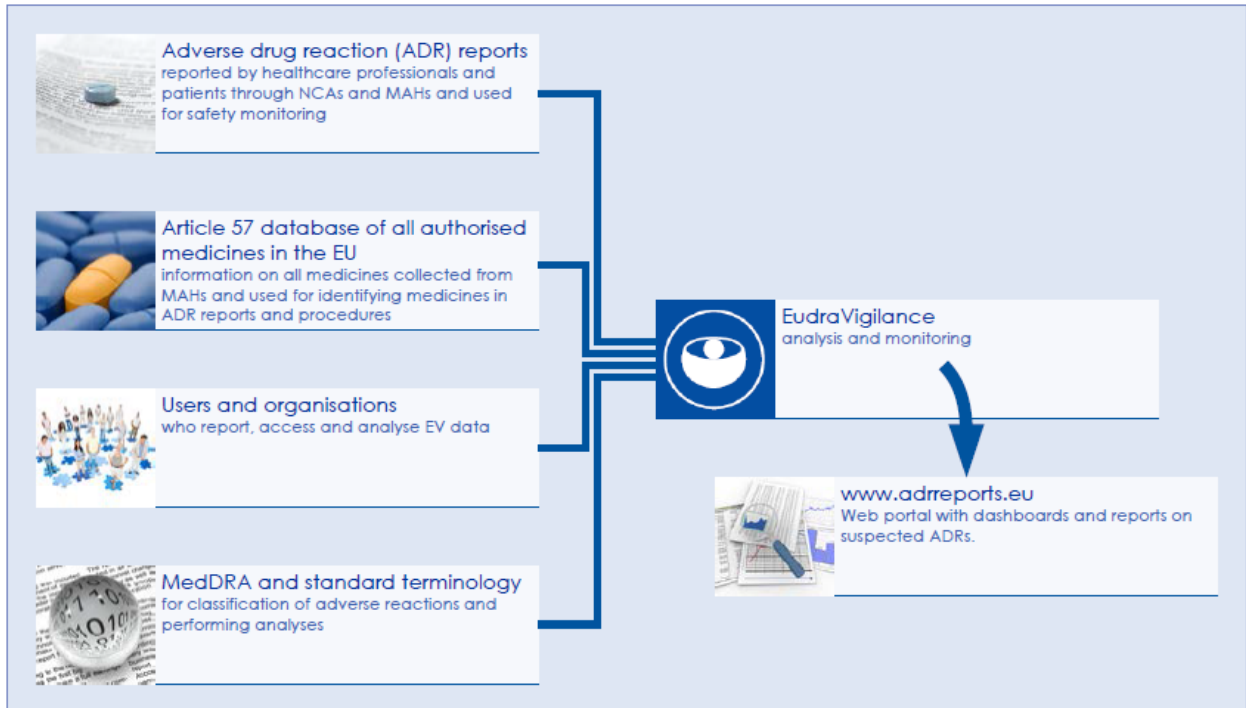 Adverse drug reaction (ADR) reports
reported by healthcare professionals and
patients through NCAs and MAHs and used
for safety monitoring
Article 57 database of all authorised
medicines in the EU
information on all medicines collected from
MAHs and used for identifying medicines in
ADR reports and procedures
Users and organisations
who report, access and analyse EV data
MedDRA and standard terminology
for classification of adverse reactions and
performing analyses
EudraVigilance
analysis and monitoring
www.adrreports.eu
Web portal with dashboards and reports on
suspected ADRs.